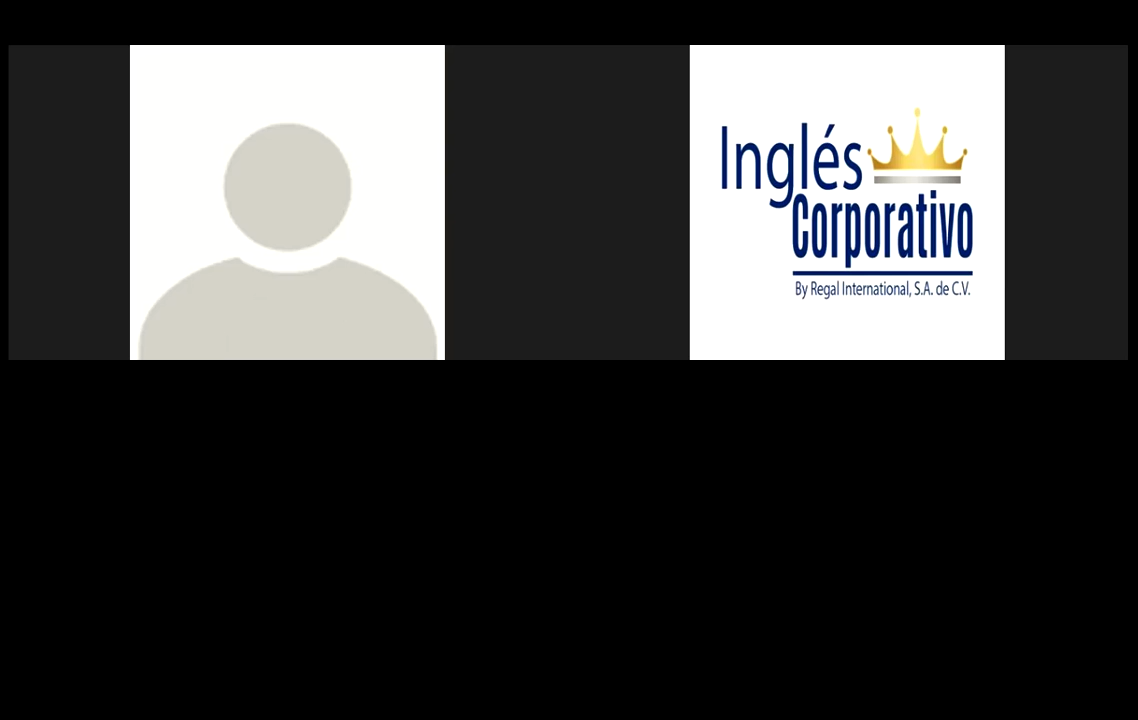 Inglés
Corporativo
By Regal International, S.A. de C.V.